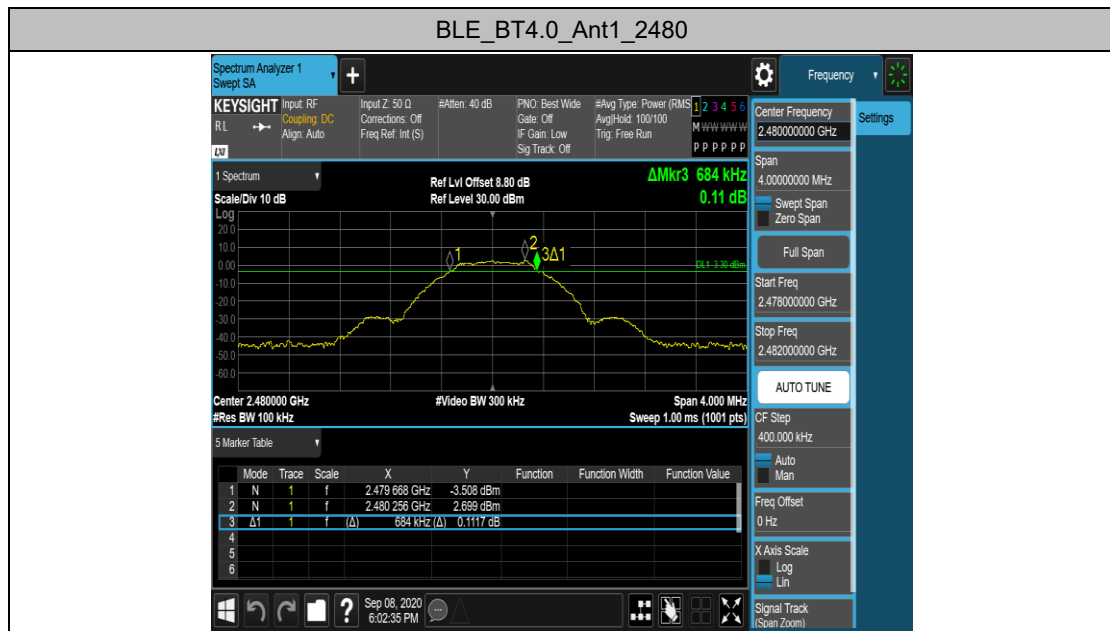 BLE_BT4.0_Ant1_2480
Spectrum Analyzer 1
Swept SA
+
Frequency
KEYSIGHT
RL
LXI
Input: RF
Coupling: DC
Align: Auto
Input Z: 50 Ω
Corrections: Off
Freq Ref: Int (S)
#Atten: 40 dB
PNO: Best Wide
Gate: Off
IF Gain: Low
Sig Track: Off
#Avg Type: Power (RMS
Avg|Hold: 100/100
Trig: Free Run
1 2 3 4 5 6
M W W W W W
P P P P P P
1 Spectrum
Scale/Div 10 dB
Ref Lvl Offset 8.80 dB
Ref Level 30.00 dBm
ΔMkr3 684 kHz
0.11 dB
Log
20.0
10.0
0.00
-10.0
-20.0
-30.0
-40.0
-50.0
-60.0
1
2
3Δ1
DL1 -3.30 dBm
Center 2.480000 GHz
#Video BW 300 kHz
Span 4.000 MHz
#Res BW 100 kHz
Sweep 1.00 ms (1001 pts)
5 Marker Table
Mode Trace Scale X Y Function Function Width Function Value
1 N 1 f 2.479 668 GHz -3.508 dBm
2 N 1 f 2.480 256 GHz 2.699 dBm
3 Δ1 1 f (Δ) 684 kHz (Δ) 0.1117 dB
4
5
6
?
Sep 08, 2020
6:02:35 PM
Center Frequency
2.480000000 GHz
Settings
Span
4.00000000 MHz
Swept Span
Zero Span
Full Span
Start Freq
2.478000000 GHz
Stop Freq
2.482000000 GHz
AUTO TUNE
CF Step
400.000 kHz
Auto
Man
Freq Offset
0 Hz
X Axis Scale
Log
Lin
Signal Track
(Span Zoom)